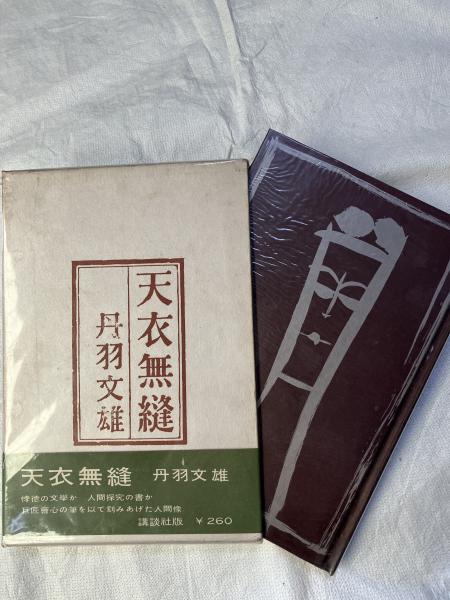 天衣無縫
丹羽文雄
天衣無縫 丹羽文雄
悖徳の文學か 人間探究の書か
巨匠會心の筆を以て刻みあげた人間像
講談社版 ￥260